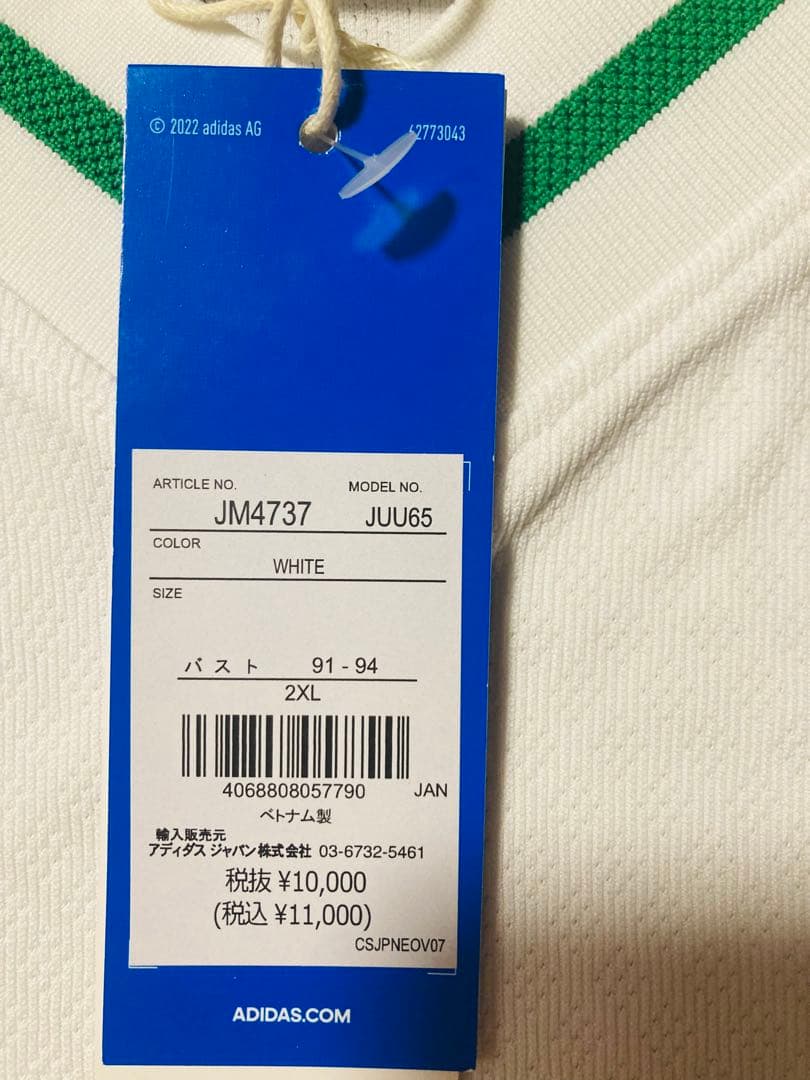 © 2022 adidas AG
62773043
ARTICLE NO.
MODEL NO.
JM4737
JUU65
COLOR
WHITE
SIZE
バスト 91 - 94
2XL
4068808057790 JAN
ベトナム製
輸入販売元
アディダス ジャパン株式会社 03-6732-5461
税抜 ¥10,000
(税込 ¥11,000)
CSJPNEOV07
ADIDAS.COM